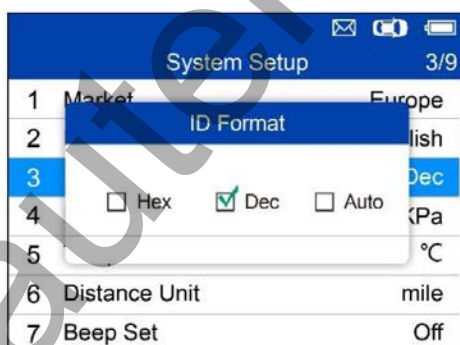 System Setup 3/9
1 Market Europe
2 lish
ID Format
3 Dec
Hex Dec Auto
4 KPa
5 °C
6 Distance Unit mile
7 Beep Set Off